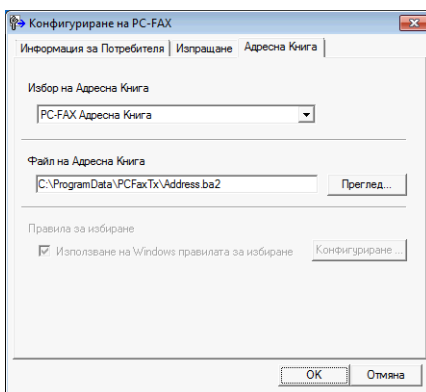 Конфигуриране на PC-FAX
Информация за Потребителя Изпращане Адресна Книга
Избор на Адресна Книга
PC-FAX Адресна Книга
Файл на Адресна Книга
C:\ProgramData\PCFaxTx\Address.ba2 Преглед...
Правила за избиране
Използване на Windows правилата за избиране Конфигуриране ...
OK Отмяна